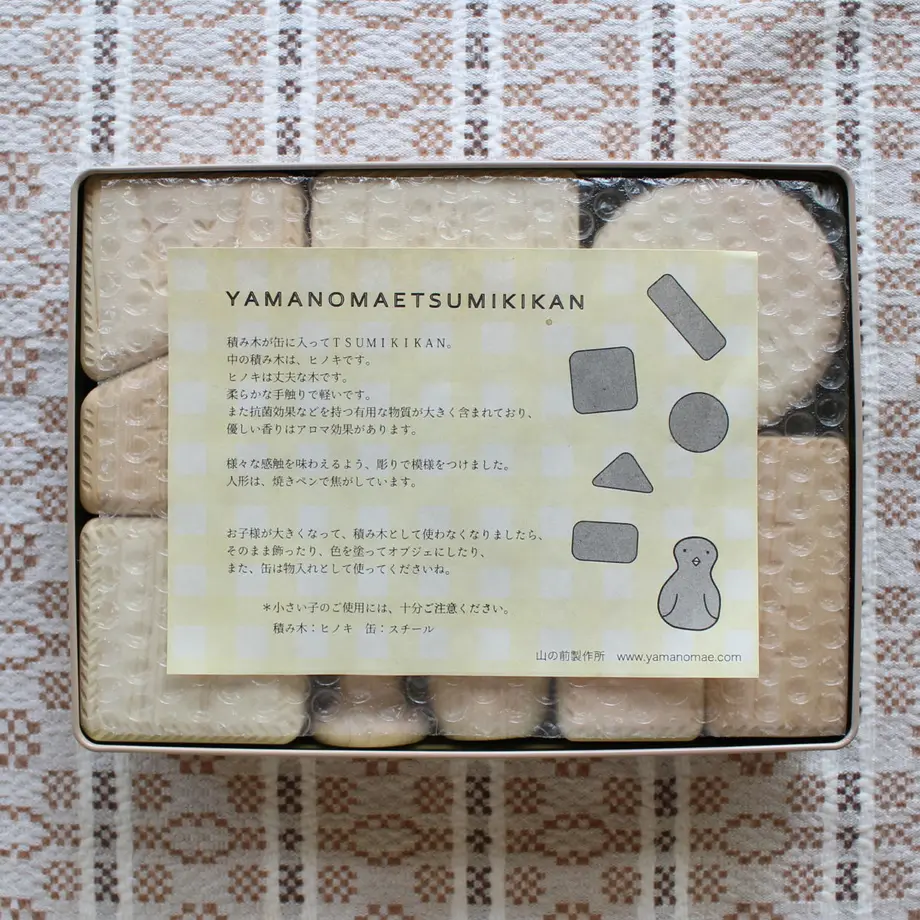 YAMANOMAETSUMIKIKAN
積み木が缶に入ってTSUMIKIKAN。
中の積み木は、ヒノキです。
ヒノキは丈夫な木です。
柔らかな手触りで軽いです。
また抗菌効果などを持つ有用な物質が大きく含まれており、
優しい香りはアロマ効果があります。
様々な感触を味わえるよう、彫りで模様をつけました。
人形は、焼きペンで焦がしています。
お子様が大きくなって、積み木として使わなくなりましたら、
そのまま飾ったり、色を塗ってオブジェにしたり、
また、缶は物入れとして使ってくださいね。
＊小さい子のご使用には、十分ご注意ください。
積み木：ヒノキ　缶：スチール
山の前製作所　www.yamanomae.com